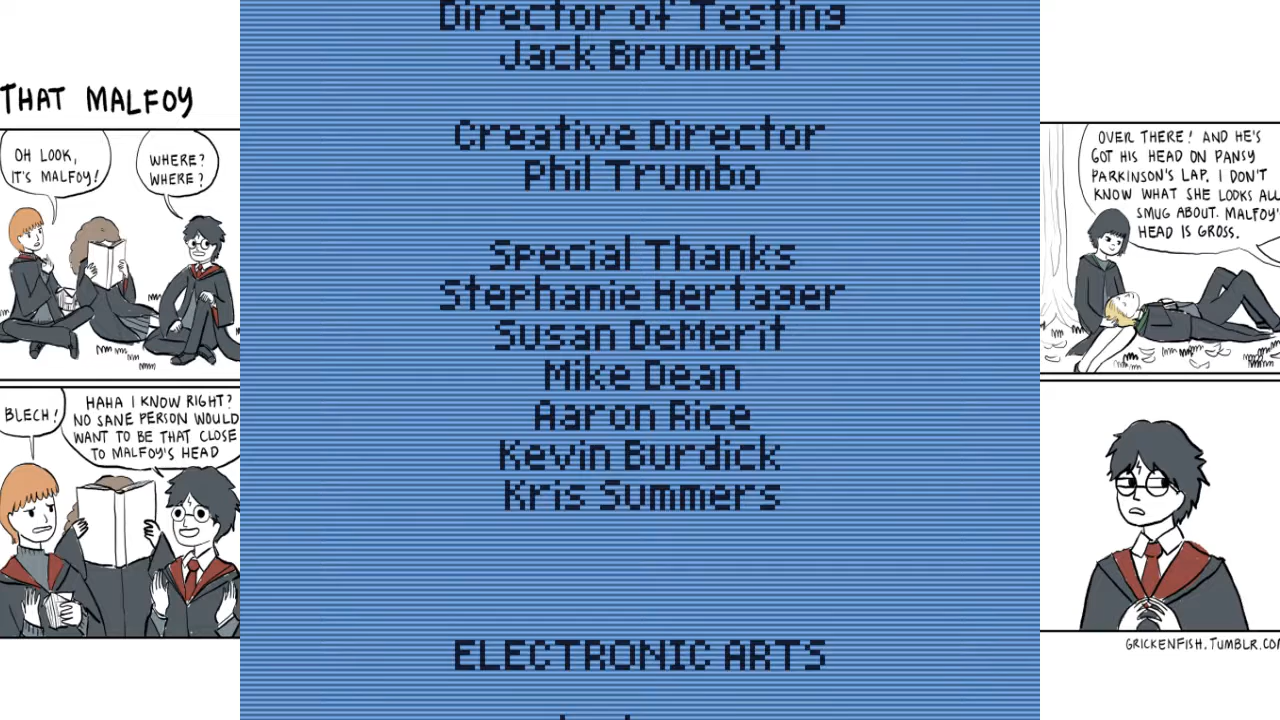 THAT MALFOY
OH LOOK,
IT'S MALFOY!
WHERE?
WHERE?
BLECH!
HAHA I KNOW RIGHT?
NO SANE PERSON WOULD
WANT TO BE THAT CLOSE
TO MALFOY'S HEAD
Director of Testing
Jack Brummet
Creative Director
Phil Trumbo
Special Thanks
Stephanie Hertager
Susan DeMerit
Mike Dean
Aaron Rice
Kevin Burdick
Kris Summers
ELECTRONIC ARTS
OVER THERE! AND HE'S
GOT HIS HEAD ON PANSY
PARKINSON'S LAP. I DON'T
KNOW WHAT SHE LOOKS ALL
SMUG ABOUT. MALFOY'S
HEAD IS GROSS.
GRICKENFISH.TUMBLR.COM